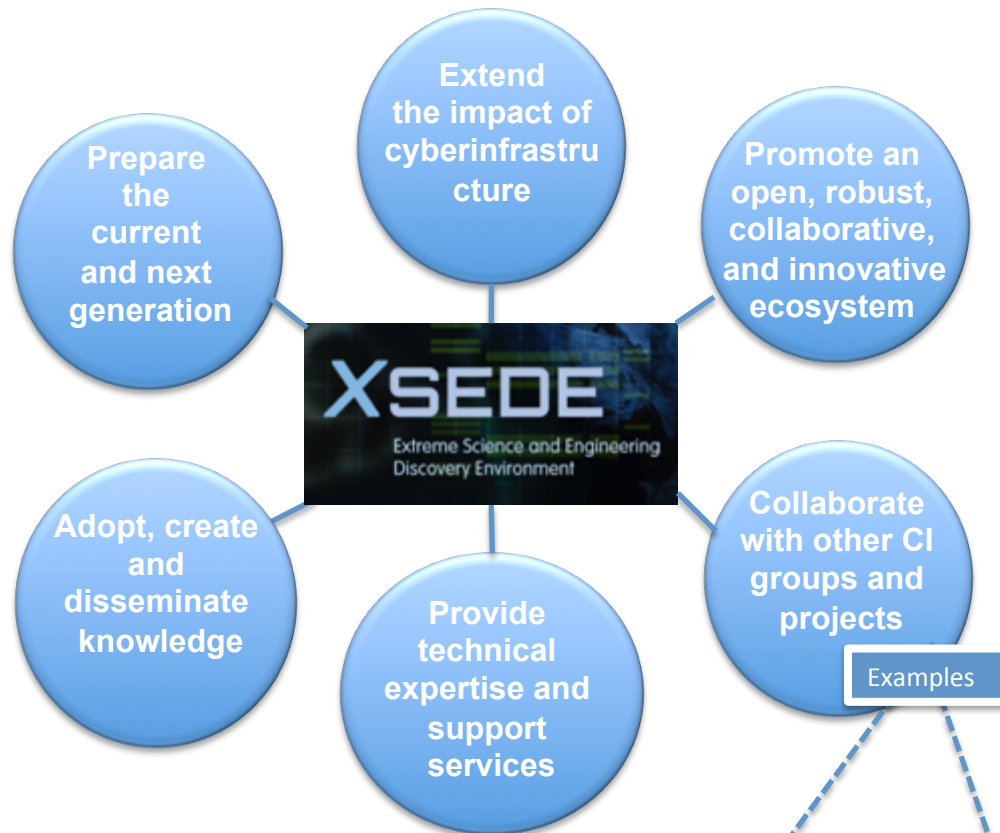 Extend
the impact of
cyberinfrastru
cture
Prepare
the
current
and next
generation
Promote an
open, robust,
collaborative,
and innovative
ecosystem
XSEDE
Extreme Science and Engineering
Discovery Environment
Adopt, create
and
disseminate
knowledge
Provide
technical
expertise and
support
services
Collaborate
with other CI
groups and
projects
Examples